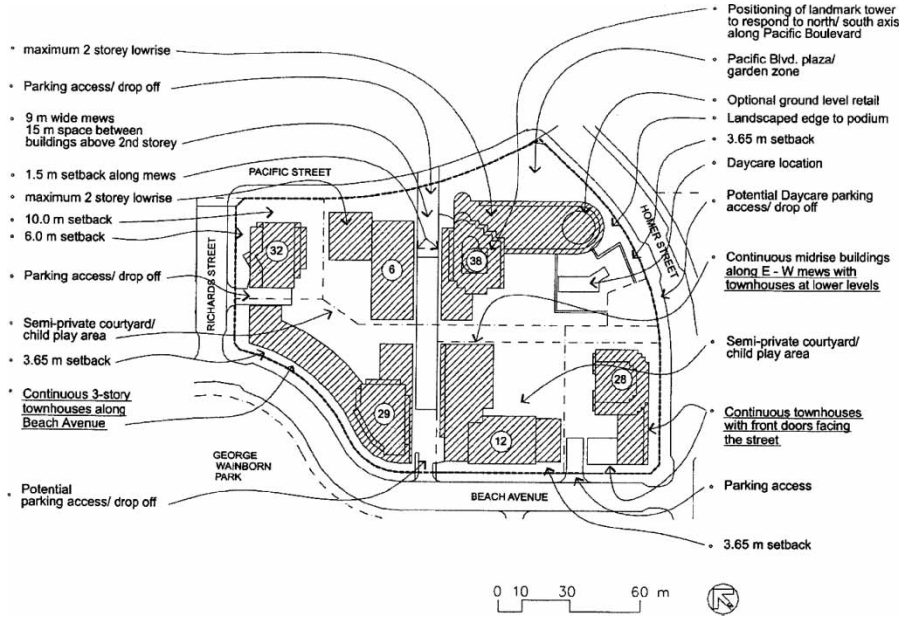 maximum 2 storey lowrise
Parking access/ drop off
9 m wide mews
15 m space between
buildings above 2nd storey
1.5 m setback along mews
maximum 2 storey lowrise
10.0 m setback
6.0 m setback
Parking access/ drop off
Semi-private courtyard/
child play area
3.65 m setback
Continuous 3-story
townhouses along
Beach Avenue
Potential
parking access/ drop off
PACIFIC STREET
RICHARDS STREET
HOMER STREET
32
6
38
29
12
28
GEORGE
WAINBORN
PARK
BEACH AVENUE
Positioning of landmark tower
to respond to north/ south axis
along Pacific Boulevard
Pacific Blvd. plaza/
garden zone
Optional ground level retail
Landscaped edge to podium
3.65 m setback
Daycare location
Potential Daycare parking
access/ drop off
Continuous midrise buildings
along E - W mews with
townhouses at lower levels
Semi-private courtyard/
child play area
Continuous townhouses
with front doors facing
the street
Parking access
3.65 m setback
0 10 30 60 m